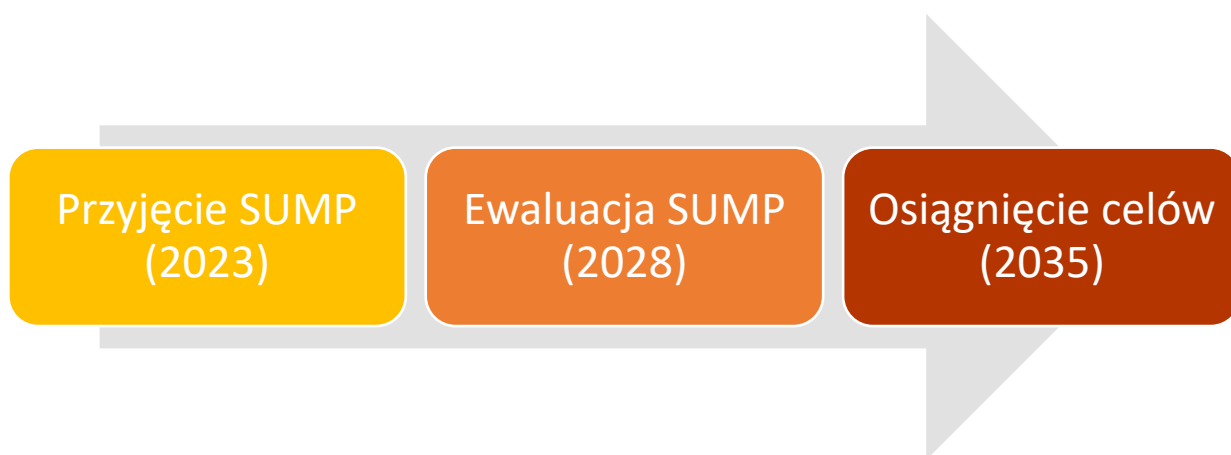 Przyjęcie SUMP
(2023)
Ewaluacja SUMP
(2028)
Osiągnięcie celów
(2035)